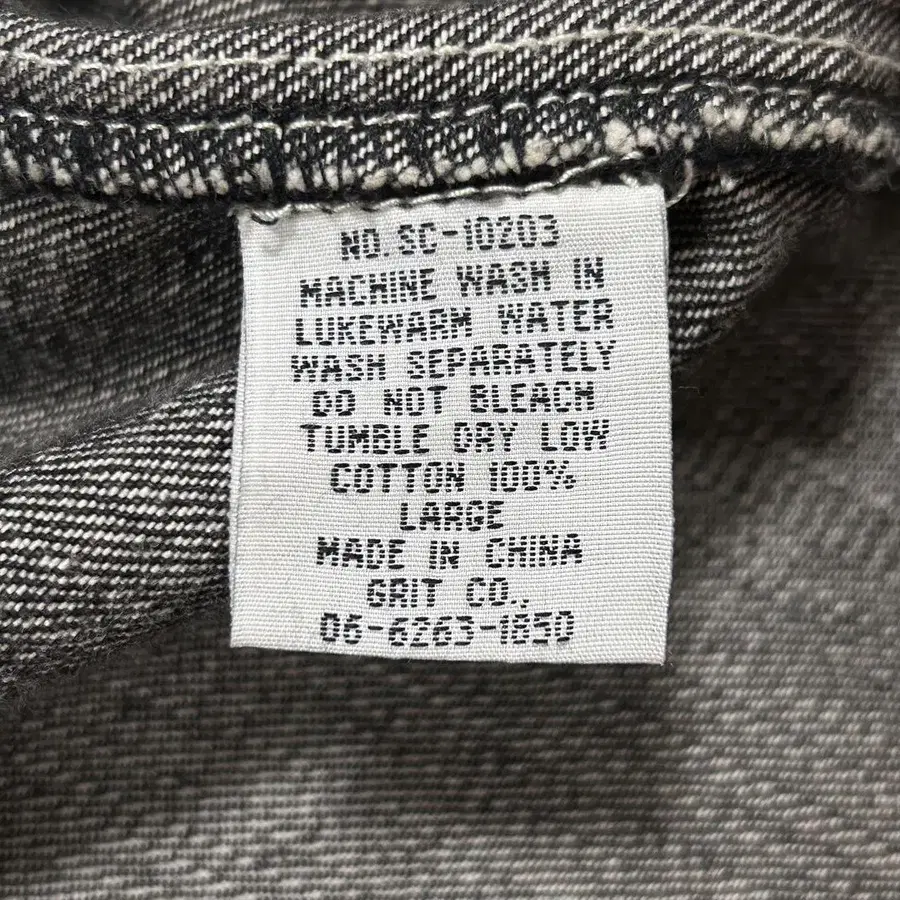 NO. SC-10203
MACHINE WASH IN
LUKEWARM WATER
WASH SEPARATELY
DO NOT BLEACH
TUMBLE DRY LOW
COTTON 100%
LARGE
MADE IN CHINA
GRIT CO.,
06-6263-1850